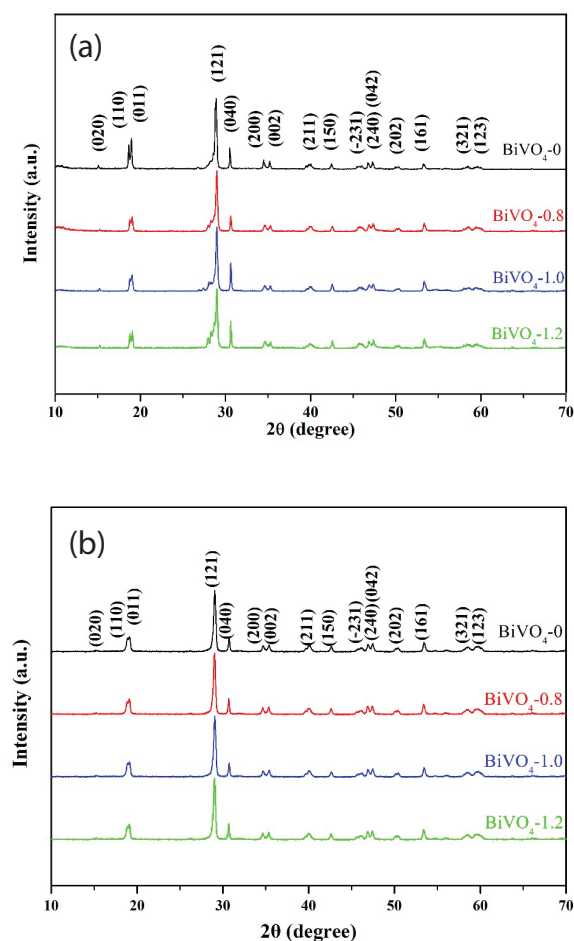 (a)
(121)
(110)
(011)
(020)
(040)
(200)
(002)
(211)
(150)
(-231)
(240)
(042)
(202)
(161)
(321)
(123)
BiVO4-0
BiVO4-0.8
BiVO4-1.0
BiVO4-1.2
Intensity (a.u.)
10 20 30 40 50 60 70
2θ (degree)
(b)
(121)
(020)
(110)
(011)
(040)
(200)
(002)
(211)
(150)
(-231)
(240)
(042)
(202)
(161)
(321)
(123)
BiVO4-0
BiVO4-0.8
BiVO4-1.0
BiVO4-1.2
Intensity (a.u.)
10 20 30 40 50 60 70
2θ (degree)